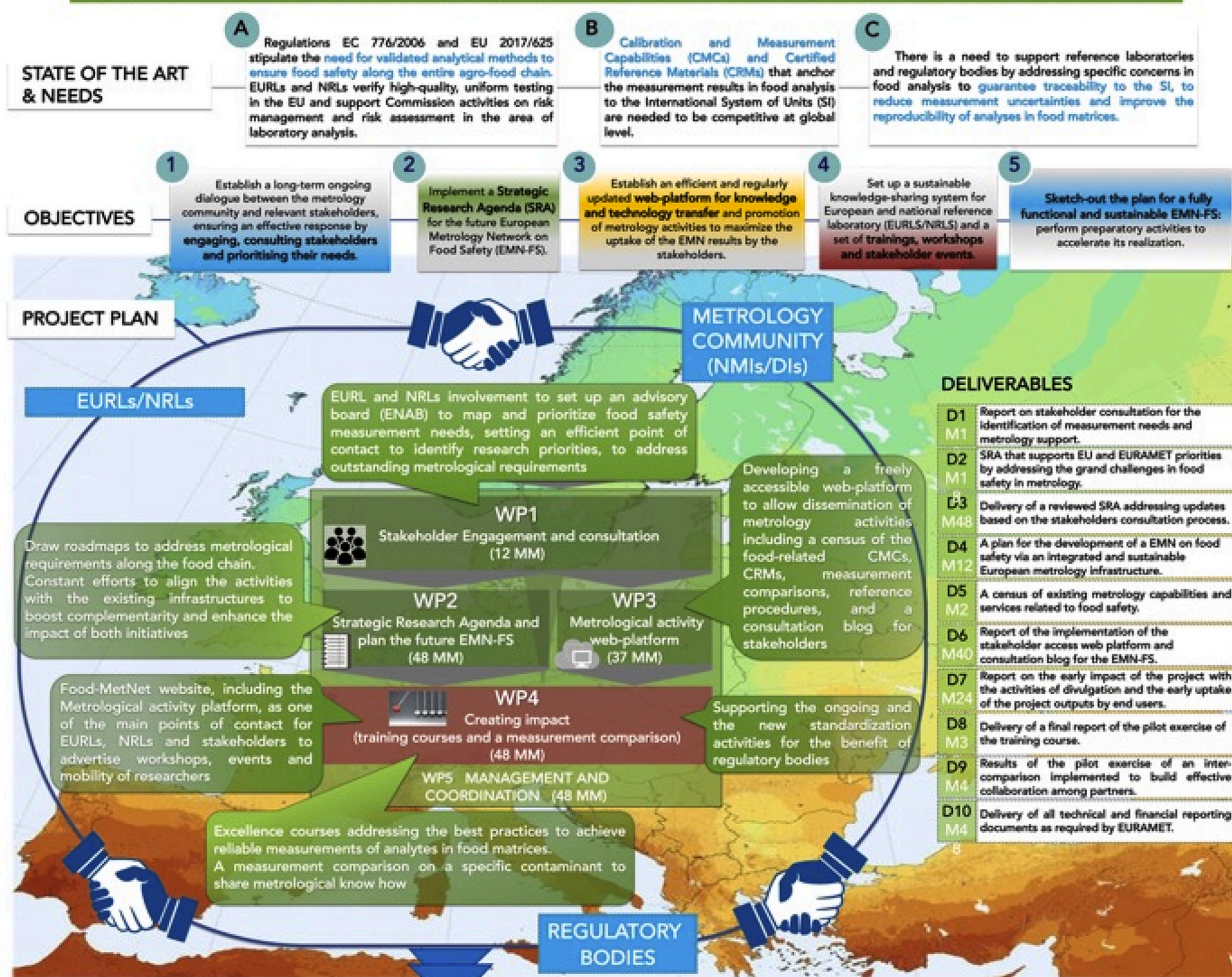 STATE OF THE ART
& NEEDS
A
Regulations EC 776/2006 and EU 2017/625
stipulate the need for validated analytical methods to
ensure food safety along the entire agro-food chain.
EURLs and NRLs verify high-quality, uniform testing
in the EU and support Commission activities on risk
management and risk assessment in the area of
laboratory analysis.
B
Calibration and Measurement
Capabilities (CMCs) and Certified
Reference Materials (CRMs) that anchor
the measurement results in food analysis
to the International System of Units (SI)
are needed to be competitive at global
level.
C
There is a need to support reference laboratories
and regulatory bodies by addressing specific concerns in
food analysis to guarantee traceability to the SI, to
reduce measurement uncertainties and improve the
reproducibility of analyses in food matrices.
OBJECTIVES
1
Establish a long-term ongoing
dialogue between the metrology
community and relevant stakeholders,
ensuring an effective response by
engaging, consulting stakeholders
and prioritising their needs.
2
Implement a Strategic
Research Agenda (SRA)
for the future European
Metrology Network on
Food Safety (EMN-FS).
3
Establish an efficient and regularly
updated web-platform for knowledge
and technology transfer and promotion
of metrology activities to maximize the
uptake of the EMN results by the
stakeholders.
4
Set up a sustainable
knowledge-sharing system for
European and national reference
laboratory (EURLS/NRLS) and a
set of trainings, workshops
and stakeholder events.
5
Sketch-out the plan for a fully
functional and sustainable EMN-FS:
perform preparatory activities to
accelerate its realization.
PROJECT PLAN
EURLs/NRLs
METROLOGY
COMMUNITY
(NMIs/DIs)
EURL and NRLs involvement to set up an advisory
board (ENAB) to map and prioritize food safety
measurement needs, setting an efficient point of
contact to identify research priorities, to address
outstanding metrological requirements
Developing a freely
accessible web-platform
to allow dissemination of
metrology activities
including a census of the
food-related CMCs,
CRMs, measurement
comparisons, reference
procedures, and a
consultation blog for
stakeholders
WP1
Stakeholder Engagement and consultation
(12 MM)
Draw roadmaps to address metrological
requirements along the food chain.
Constant efforts to align the activities
with the existing infrastructures to
boost complementarity and enhance the
impact of both initiatives
WP2
Strategic Research Agenda and
plan the future EMN-FS
(48 MM)
WP3
Metrological activity
web-platform
(37 MM)
Food-MetNet website, including the
Metrological activity platform, as one
of the main points of contact for
EURLs, NRLs and stakeholders to
advertise workshops, events and
mobility of researchers
WP4
Creating impact
(training courses and a measurement comparison)
(48 MM)
Supporting the ongoing and
the new standardization
activities for the benefit of
regulatory bodies
WP5 MANAGEMENT AND
COORDINATION (48 MM)
Excellence courses addressing the best practices to achieve
reliable measurements of analytes in food matrices.
A measurement comparison on a specific contaminant to
share metrological know how
REGULATORY
BODIES
DELIVERABLES
D1
M1
Report on stakeholder consultation for the
identification of measurement needs and
metrology support.
D2
M1
8
SRA that supports EU and EURAMET priorities
by addressing the grand challenges in food
safety in metrology.
D3
M48
Delivery of a reviewed SRA addressing updates
based on the stakeholders consultation process.
D4
M12
A plan for the development of a EMN on food
safety via an integrated and sustainable
European metrology infrastructure.
D5
M2
A census of existing metrology capabilities and
services related to food safety.
D6
M40
Report of the implementation of the
stakeholder access web platform and
consultation blog for the EMN-FS.
D7
M24
Report on the early impact of the project with
the activities of divulgation and the early uptake
of the project outputs by end users.
D8
M3
Delivery of a final report of the pilot exercise of
the training course.
D9
M4
Results of the pilot exercise of an inter-
comparison implemented to build effective
collaboration among partners.
D10
M4
8
Delivery of all technical and financial reporting
documents as required by EURAMET.